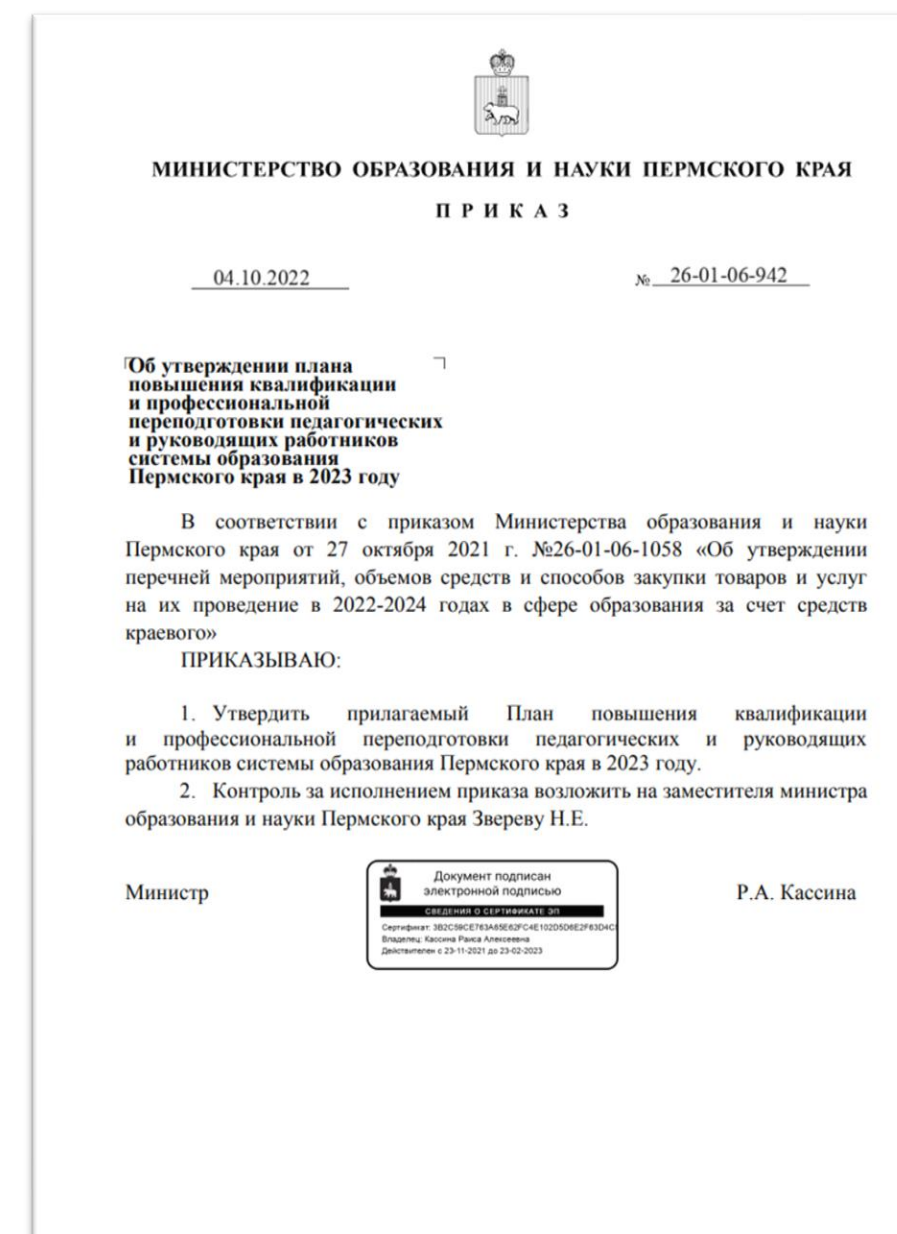 МИНИСТЕРСТВО ОБРАЗОВАНИЯ И НАУКИ ПЕРМСКОГО КРАЯ
П Р И К А З
04.10.2022
№ 26-01-06-942
Об утверждении плана
повышения квалификации
и профессиональной
переподготовки педагогических
и руководящих работников
системы образования
Пермского края в 2023 году
В соответствии с приказом Министерства образования и науки
Пермского края от 27 октября 2021 г. №26-01-06-1058 «Об утверждении
перечней мероприятий, объемов средств и способов закупки товаров и услуг
на их проведение в 2022-2024 годах в сфере образования за счет средств
краевого»
ПРИКАЗЫВАЮ:
1. Утвердить прилагаемый План повышения квалификации
и профессиональной переподготовки педагогических и руководящих
работников системы образования Пермского края в 2023 году.
2. Контроль за исполнением приказа возложить на заместителя министра
образования и науки Пермского края Звереву Н.Е.
Министр
Документ подписан
электронной подписью
СВЕДЕНИЯ О СЕРТИФИКАТЕ ЭП
Сертификат:
Владелец: Кассина Раиса Алексеевна
Действителен с 23-11-2021 до 23-02-2023
Р.А. Кассина